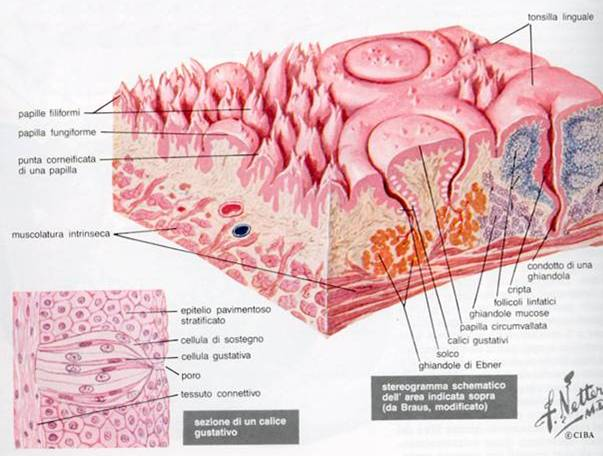 tonsilla linguale
papille filiformi
papilla fungiforme
punta corneificata
di una papilla
muscolatura intrinseca
condotto di una
ghiandola
cripta
follicoli linfatici
ghiandole mucose
papilla circumvallata
calici gustativi
solco
ghiandole di Ebner
epitelio pavimentoso
stratificato
cellula di sostegno
cellula gustativa
poro
tessuto connettivo
sezione di un calice
gustativo
stereogramma schematico
dell' area indicata sopra
(da Braus, modificato)
f. Netter
M.D.
© CIBA